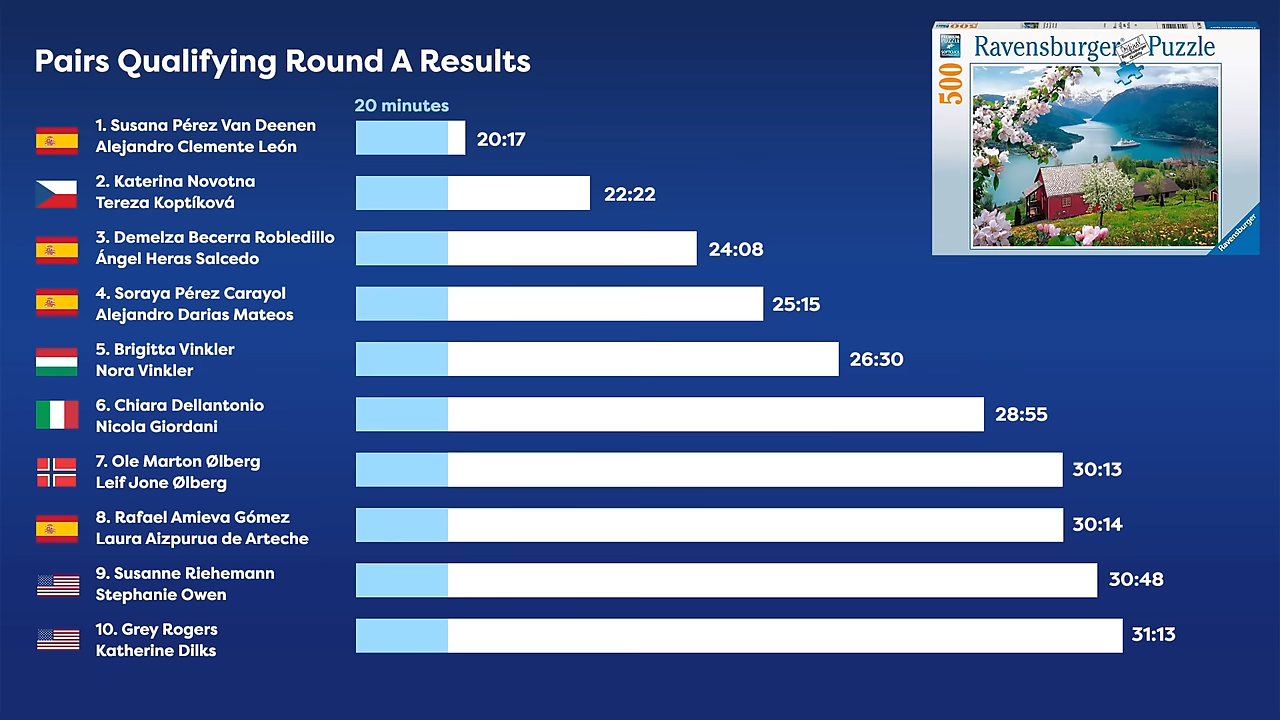 Pairs Qualifying Round A Results
20 minutes
1. Susana Pérez Van Deenen
Alejandro Clemente León
20:17
2. Katerina Novotna
Tereza Koptíková
22:22
3. Demelza Becerra Robledillo
Ángel Heras Salcedo
24:08
4. Soraya Pérez Carayol
Alejandro Darias Mateos
25:15
5. Brigitta Vinkler
Nora Vinkler
26:30
6. Chiara Dellantonio
Nicola Giordani
28:55
7. Ole Marton Ølberg
Leif Jone Ølberg
30:13
8. Rafael Amieva Gómez
Laura Aizpurua de Arteche
30:14
9. Susanne Riehemann
Stephanie Owen
30:48
10. Grey Rogers
Katherine Dilks
31:13
500
Ravensburger Puzzle
500
Ravensburger